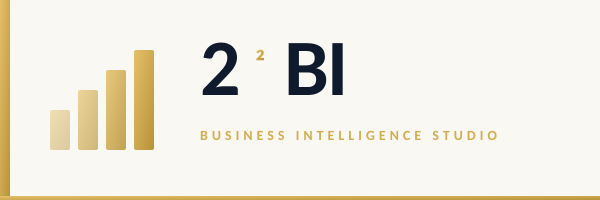 2 ² BI
BUSINESS INTELLIGENCE STUDIO